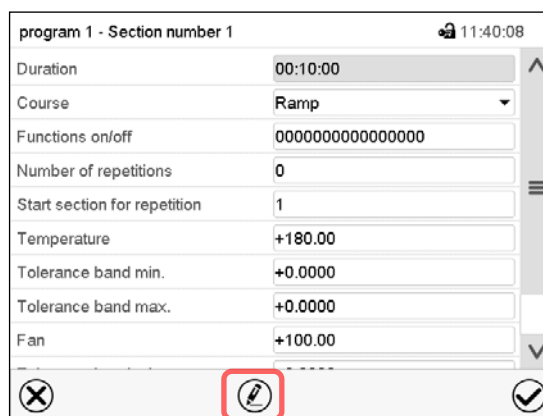 program 1 - Section number 1 11:40:08
Duration 00:10:00
Course Ramp
Functions on/off 0000000000000000
Number of repetitions 0
Start section for repetition 1
Temperature +180.00
Tolerance band min. +0.0000
Tolerance band max. +0.0000
Fan +100.00